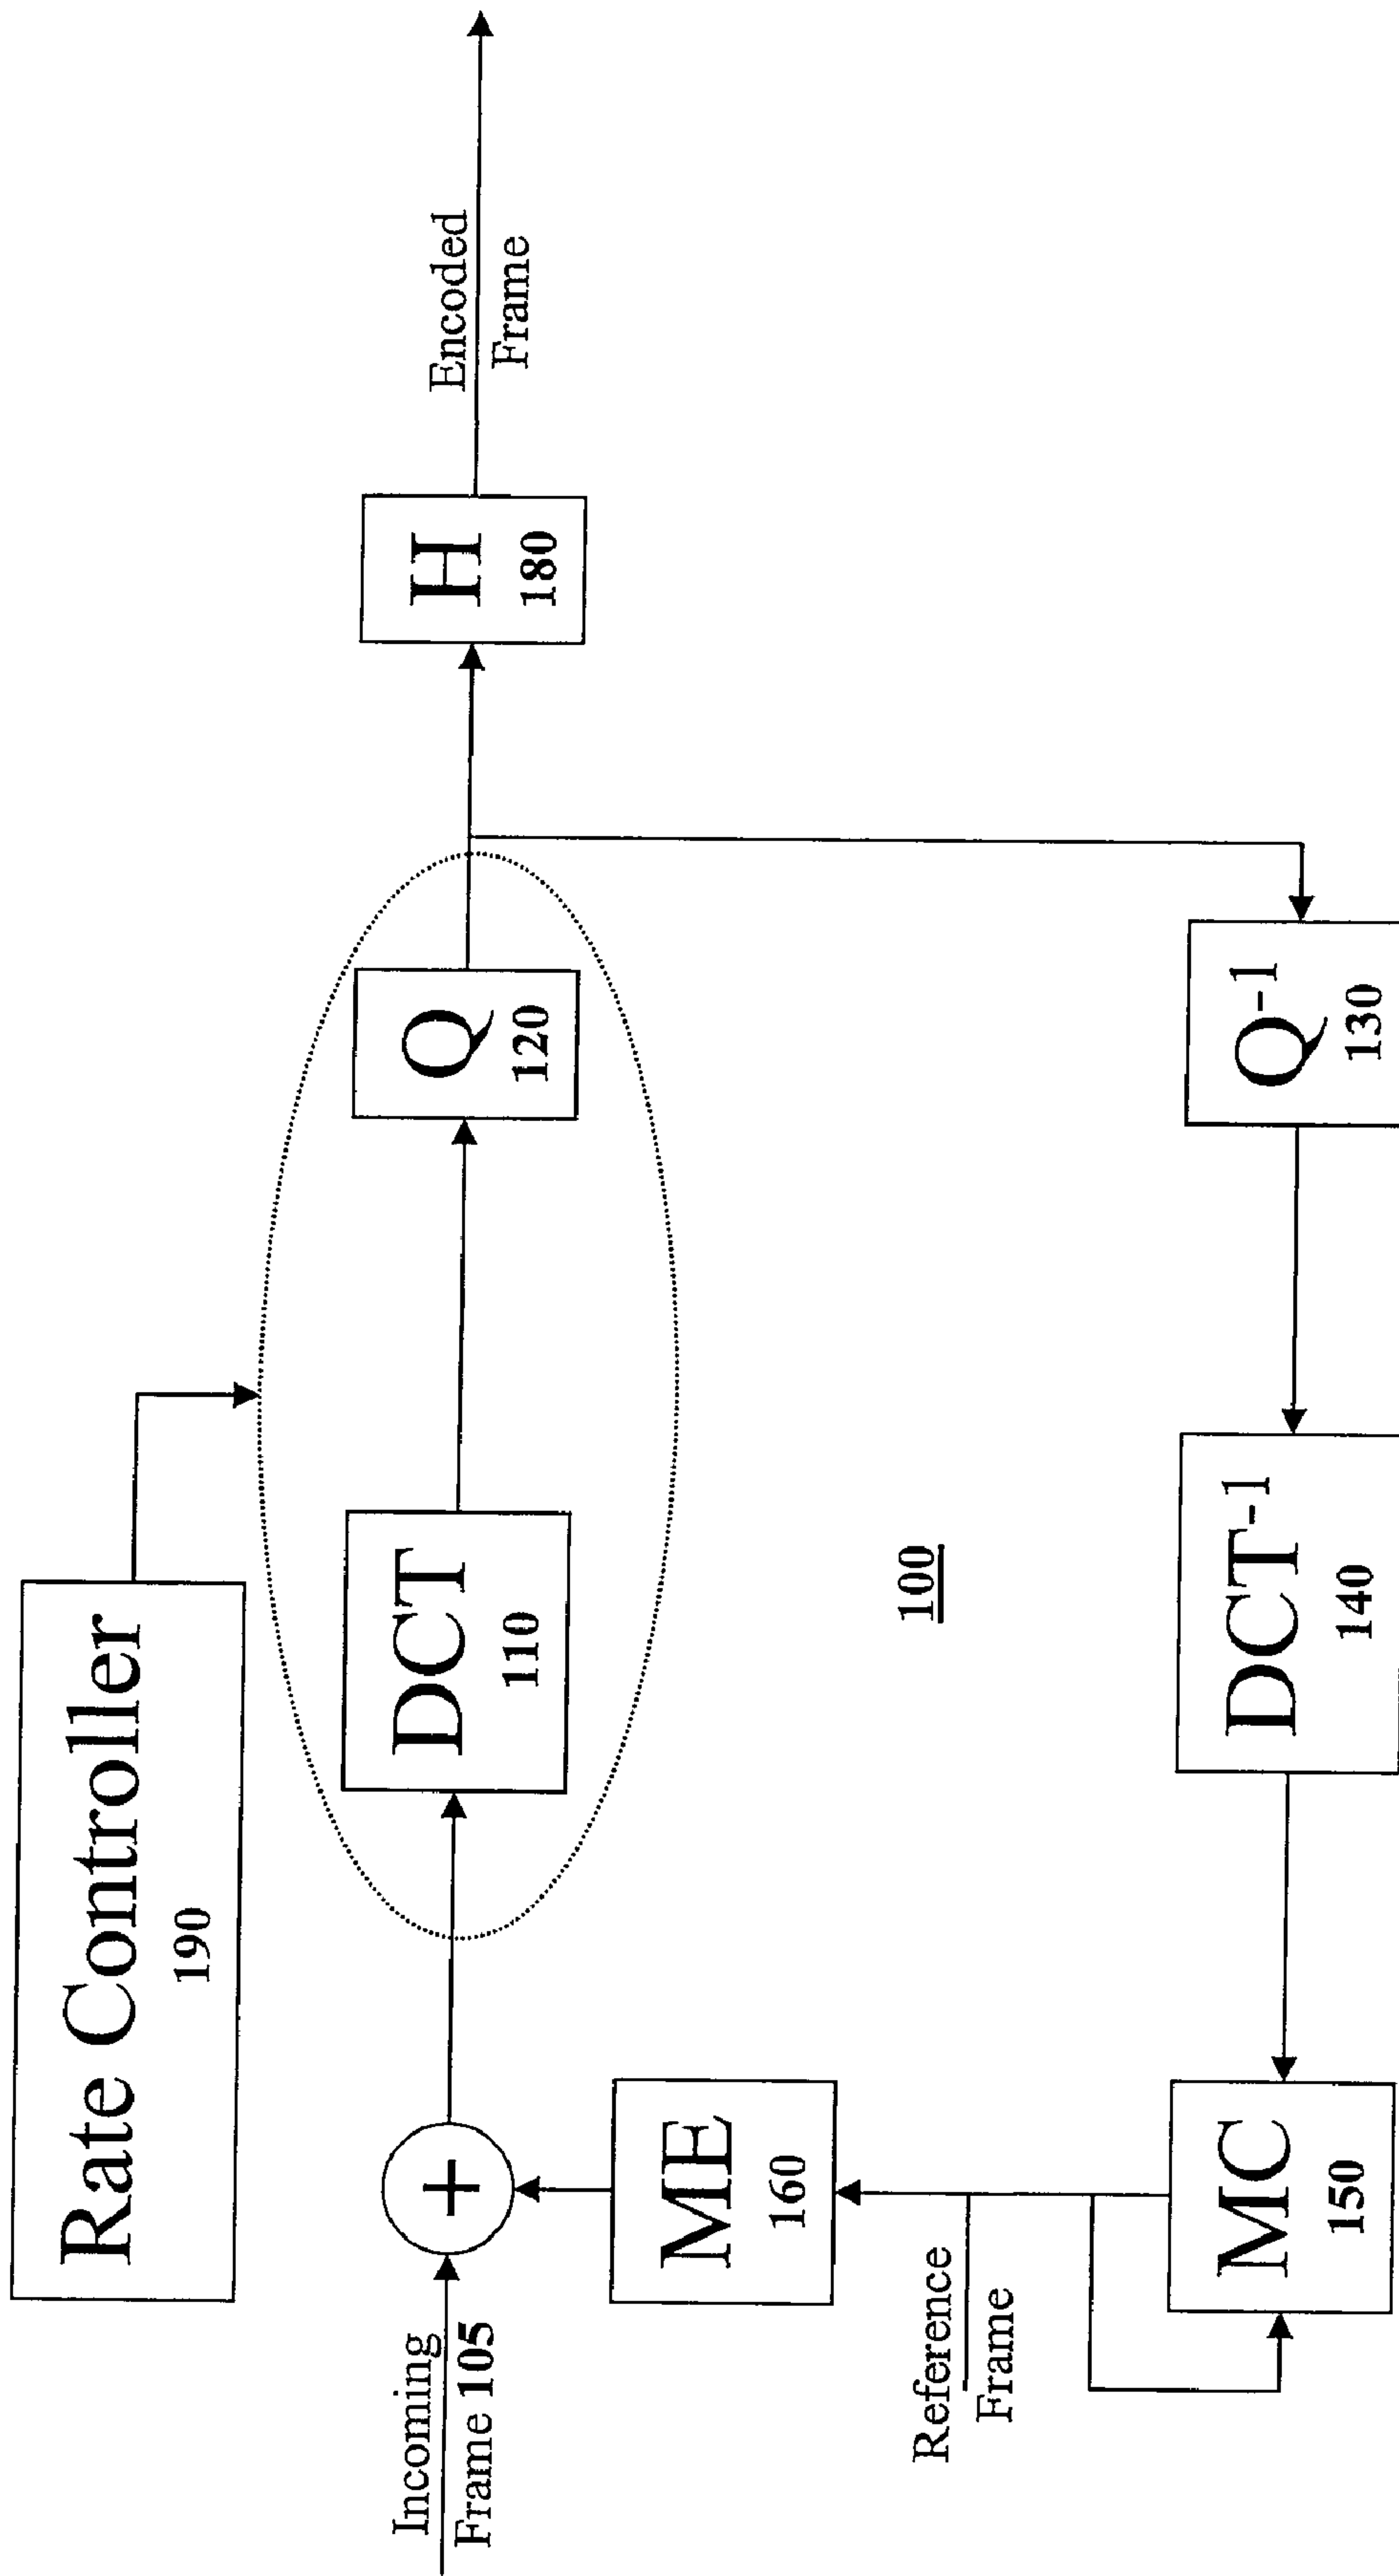 Rate Controller
190
Incoming
Frame 105
+
DCT
110
Q
120
H
180
Encoded
Frame
ME
160
100
Reference
Frame
MC
150
DCT-1
140
Q-1
130